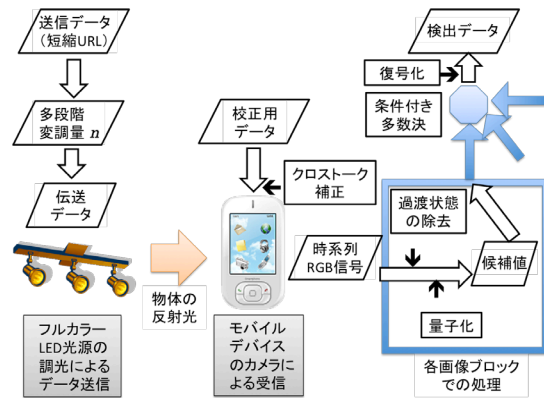 送信データ
（短縮URL）
多段階
変調量 n
伝送
データ
フルカラー
LED光源の
調光による
データ送信
物体の
反射光
校正用
データ
クロストーク
補正
モバイル
デバイス
のカメラに
よる受信
時系列
RGB信号
検出データ
復号化
条件付き
多数決
過渡状態
の除去
候補値
量子化
各画像ブロック
での処理